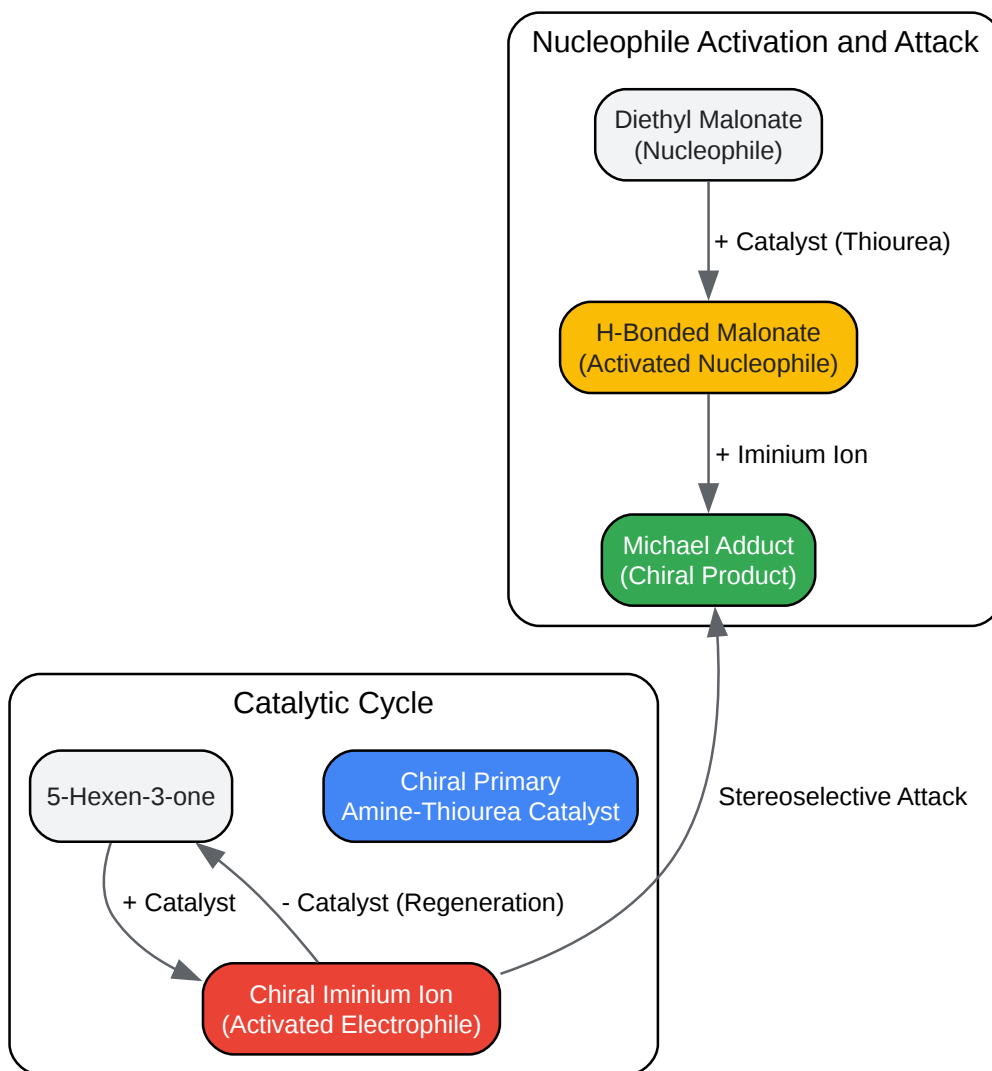 Nucleophile Activation and Attack
Diethyl Malonate
(Nucleophile)
+ Catalyst (Thiourea)
H-Bonded Malonate
(Activated Nucleophile)
+ Iminium Ion
Michael Adduct
(Chiral Product)
Catalytic Cycle
5-Hexen-3-one
Chiral Primary
Amine-Thiourea Catalyst
Stereoselective Attack
+ Catalyst
- Catalyst (Regeneration)
Chiral Iminium Ion
(Activated Electrophile)